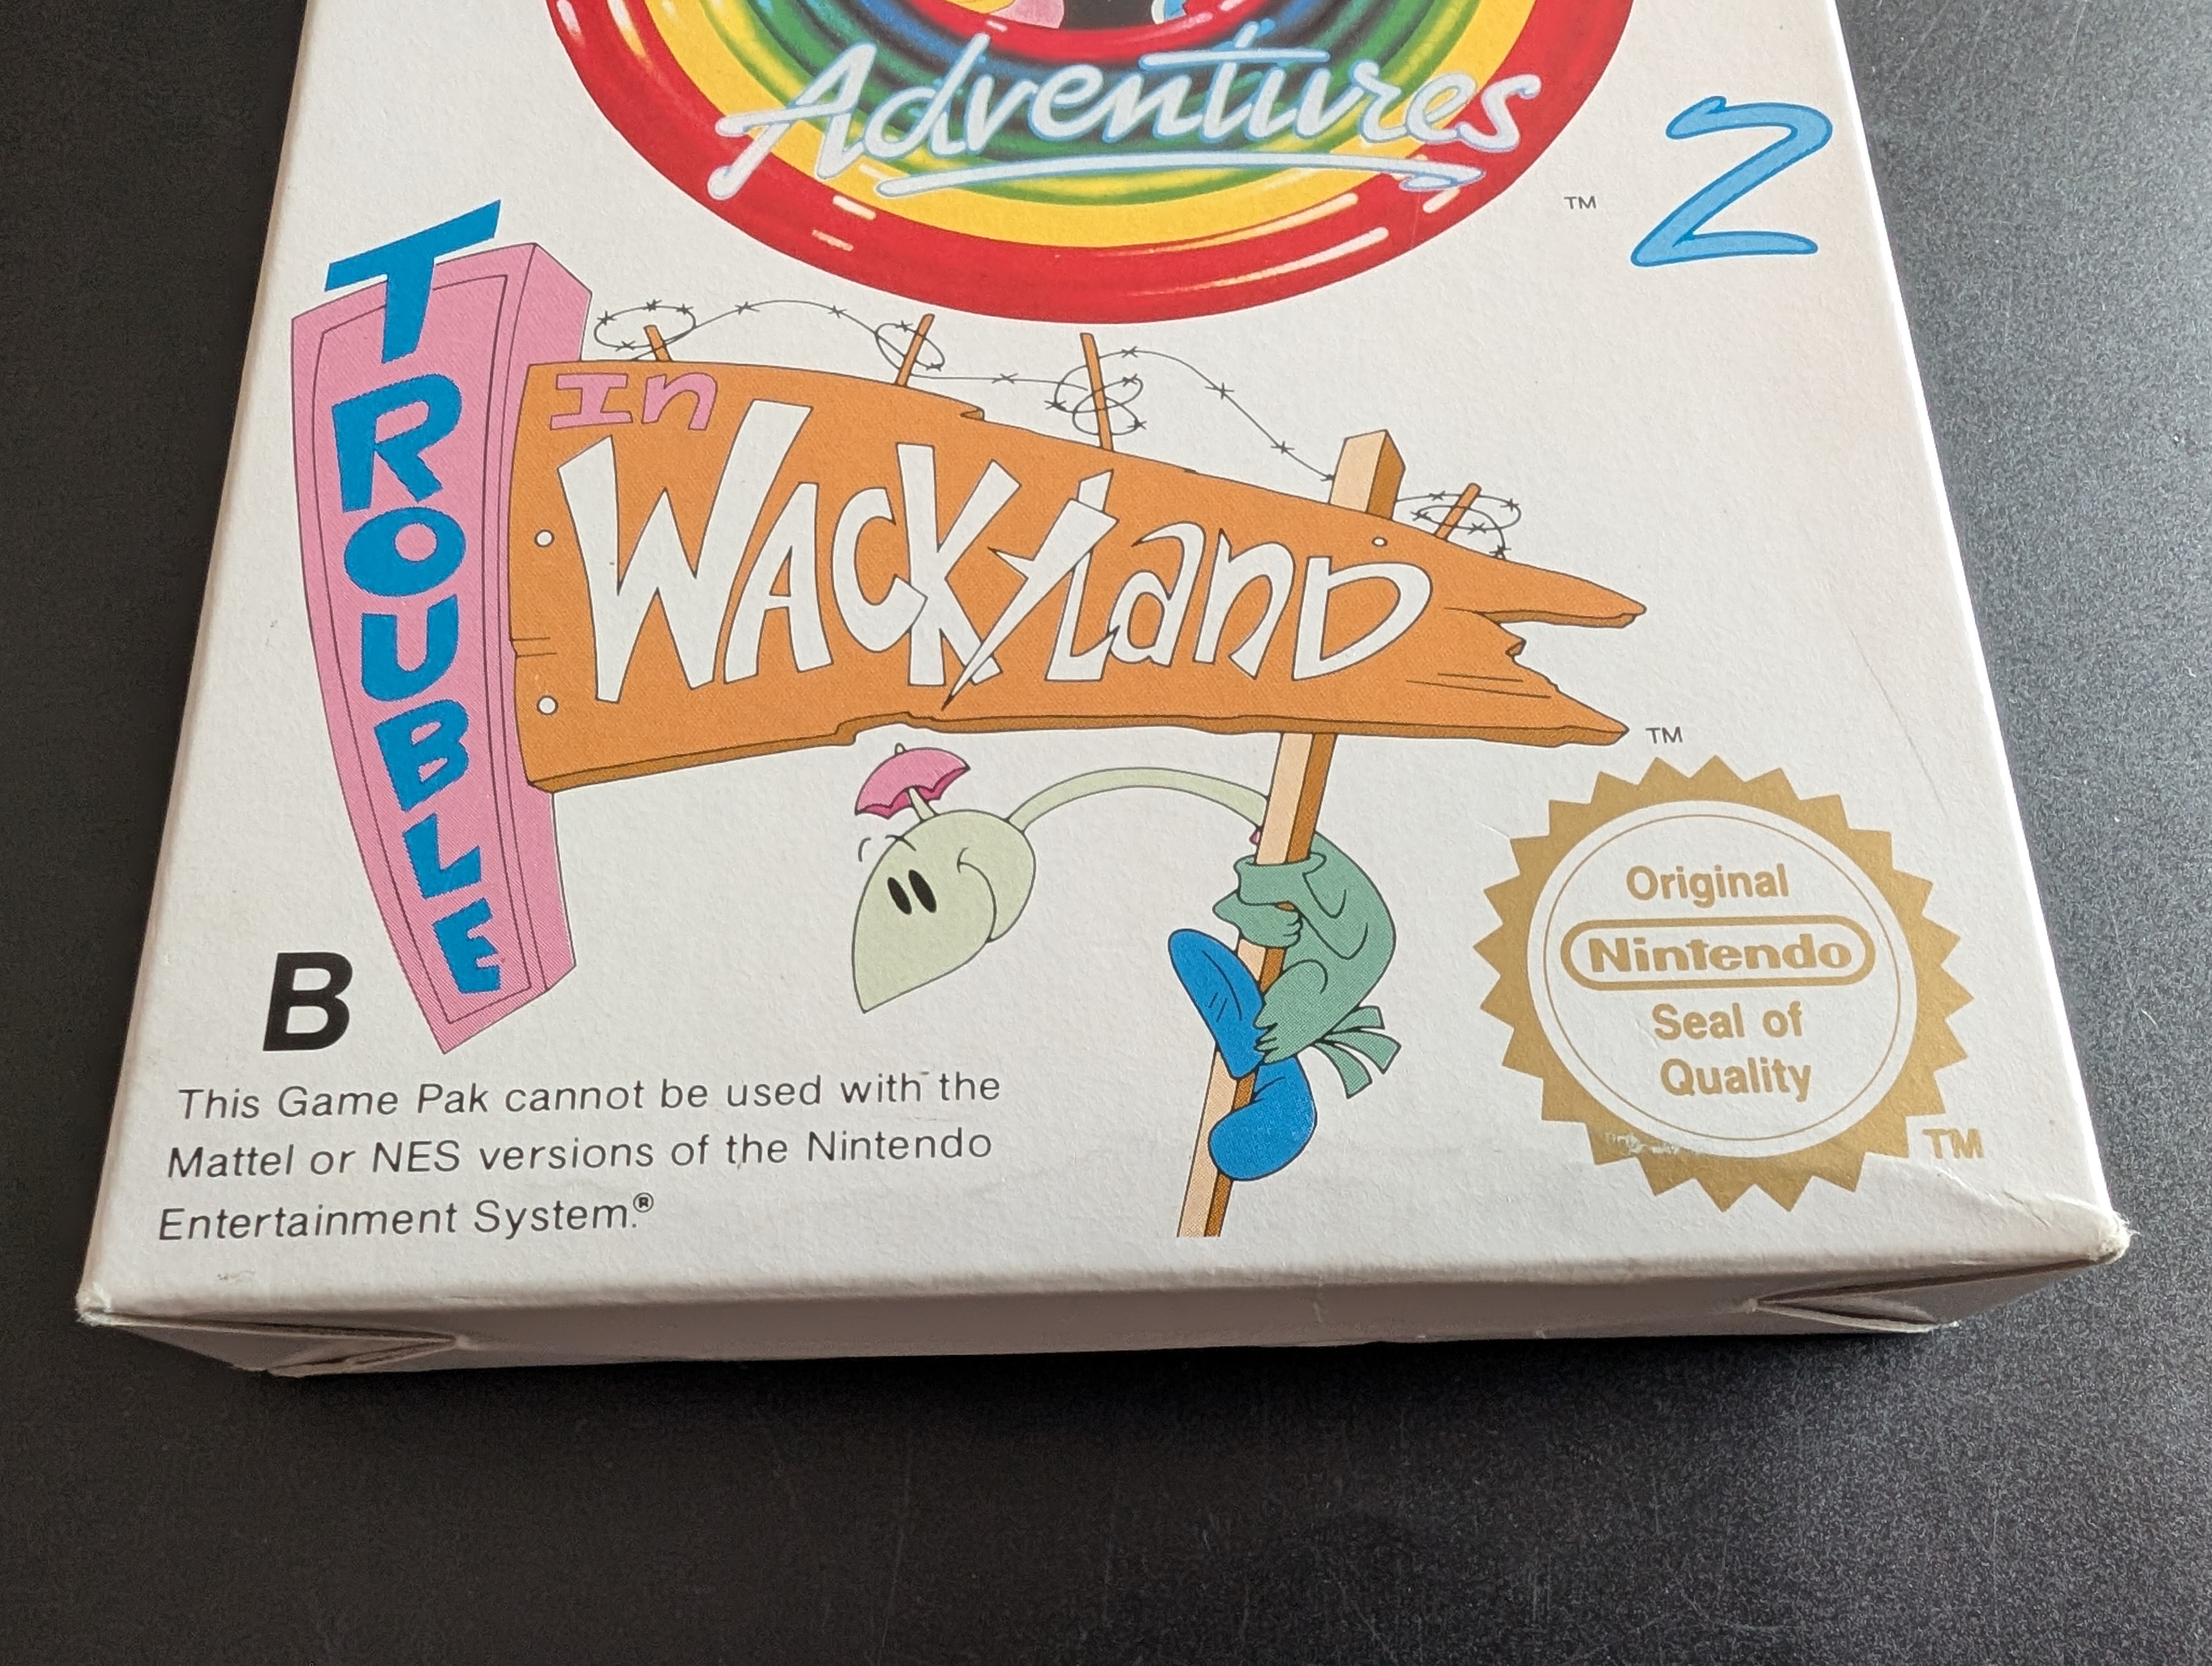 Adventures
TM
2
TROUBLE
In
WACKYLanD
TM
Original
Nintendo
Seal of
Quality
TM
B
This Game Pak cannot be used with the
Mattel or NES versions of the Nintendo
Entertainment System.®